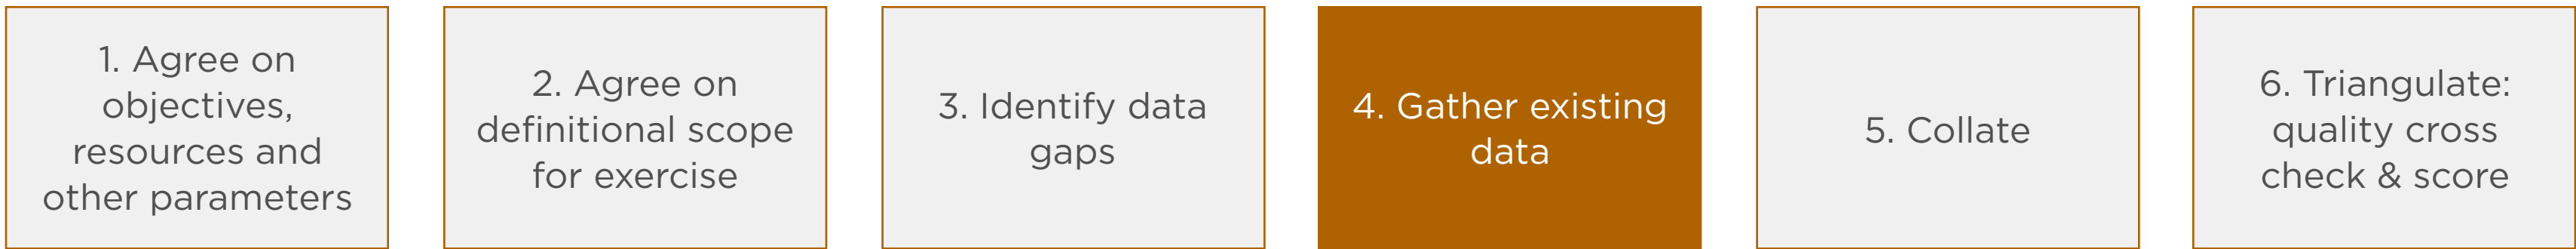 1. Agree on
objectives,
resources and
other parameters
2. Agree on
definitional scope
for exercise
3. Identify data
gaps
4. Gather existing
data
5. Collate
6. Triangulate:
quality cross
check & score